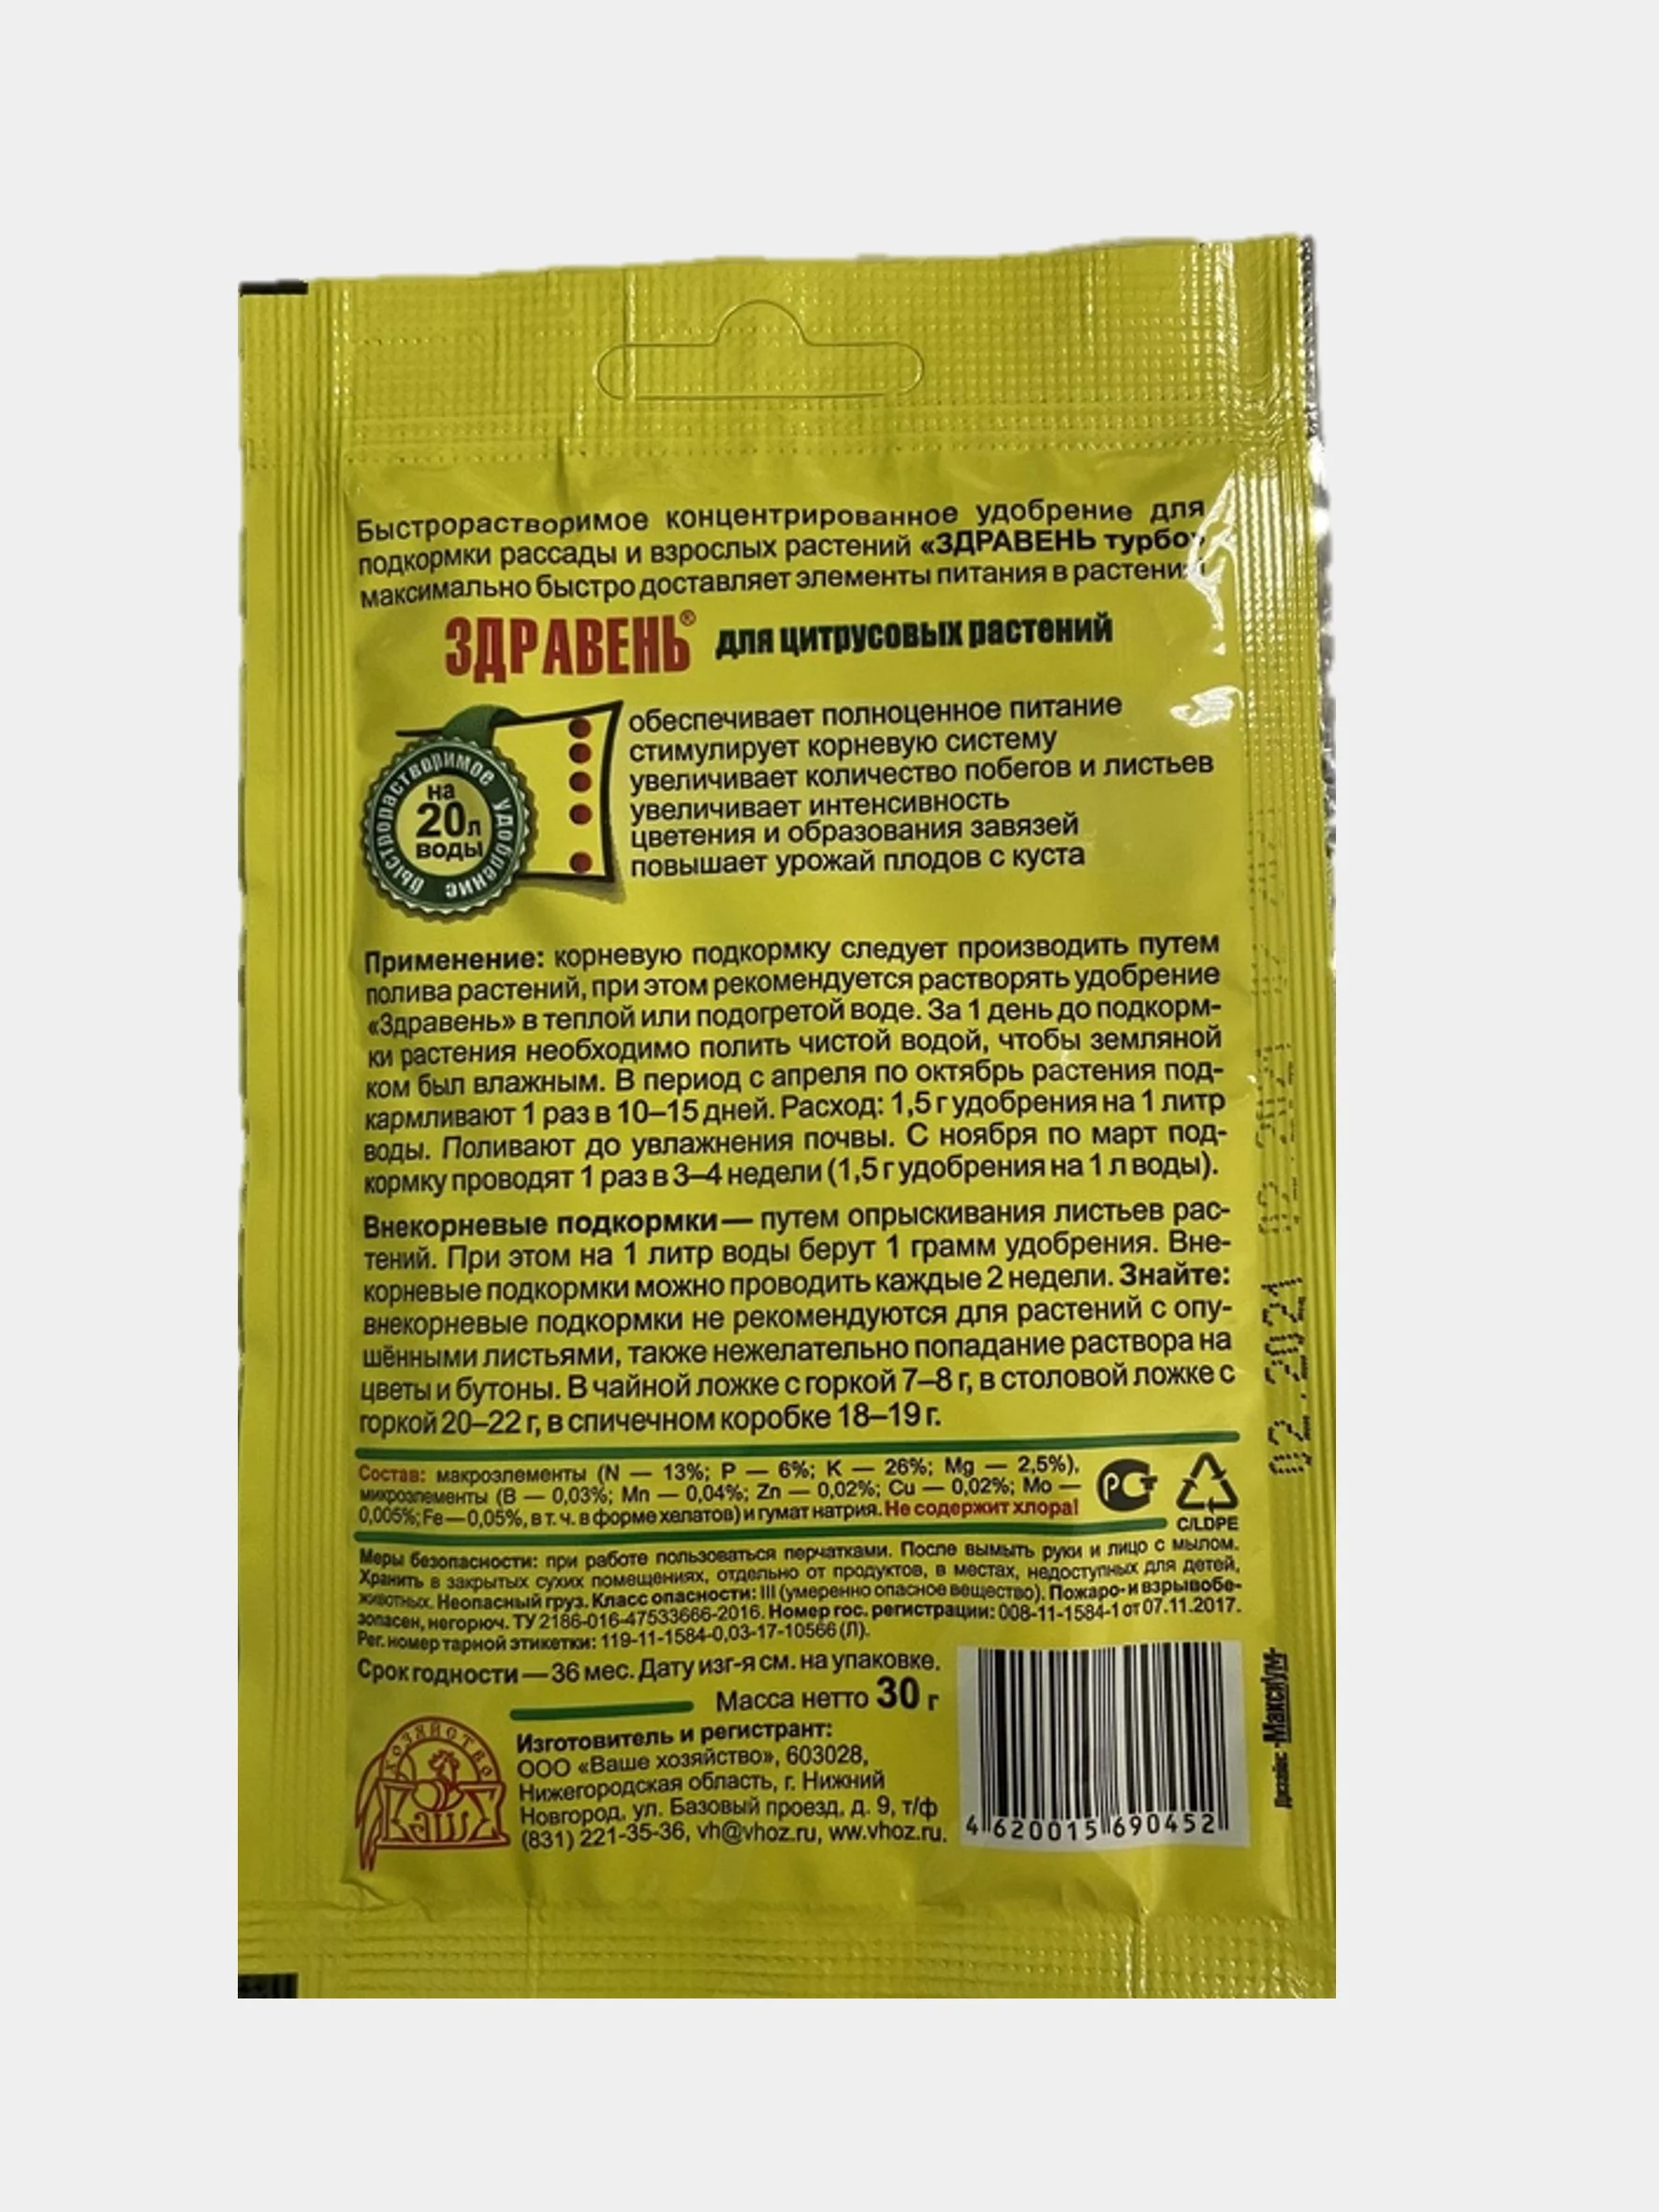 Быстрорастворимое концентрированное удобрение для
подкормки рассады и взрослых растений «ЗДРАВЕНЬ турбо»
максимально быстро доставляет элементы питания в растения
ЗДРАВЕНЬ® для цитрусовых растений
быстрорастворимое удобрение
на
20л
воды
обеспечивает полноценное питание
стимулирует корневую систему
увеличивает количество побегов и листьев
увеличивает интенсивность
цветения и образования завязей
повышает урожай плодов с куста
Применение: корневую подкормку следует производить путем
полива растений, при этом рекомендуется растворять удобрение
«Здравень» в теплой или подогретой воде. За 1 день до подкорм-
ки растения необходимо полить чистой водой, чтобы земляной
ком был влажным. В период с апреля по октябрь растения под-
кармливают 1 раз в 10–15 дней. Расход: 1,5 г удобрения на 1 литр
воды. Поливают до увлажнения почвы. С ноября по март под-
кормку проводят 1 раз в 3–4 недели (1,5 г удобрения на 1 л воды).
Внекорневые подкормки — путем опрыскивания листьев рас-
тений. При этом на 1 литр воды берут 1 грамм удобрения. Вне-
корневые подкормки можно проводить каждые 2 недели. Знайте:
внекорневые подкормки не рекомендуются для растений с опу-
шёнными листьями, также нежелательно попадание раствора на
цветы и бутоны. В чайной ложке с горкой 7–8 г, в столовой ложке с
горкой 20–22 г, в спичечном коробке 18–19 г.
Состав: макроэлементы (N — 13%; P — 6%; K — 26%; Mg — 2,5%),
микроэлементы (B — 0,03%; Mn — 0,04%; Zn — 0,02%; Cu — 0,02%; Mo —
0,005%; Fe — 0,05%, в т. ч. в форме хелатов) и гумат натрия. Не содержит хлора!
РСТ
C/LDPE
Меры безопасности: при работе пользоваться перчатками. После вымыть руки и лицо с мылом.
Хранить в закрытых сухих помещениях, отдельно от продуктов, в местах, недоступных для детей,
животных. Неопасный груз. Класс опасности: III (умеренно опасное вещество). Пожаро- и взрывобе-
зопасен, негорюч. ТУ 2186-016-47533666-2016. Номер гос. регистрации: 008-11-1584-1 от 07.11.2017.
Рег. номер тарной этикетки: 119-11-1584-0,03-17-10566 (Л).
Срок годности — 36 мес. Дату изг-я см. на упаковке.
Масса нетто 30 г
Изготовитель и регистрант:
ООО «Ваше хозяйство», 603028,
Нижегородская область, г. Нижний
Новгород, ул. Базовый проезд, д. 9, т/ф
(831) 221-35-36, vh@vhoz.ru, ww.vhoz.ru.
ХОЗЯЙСТВО
ВАШЕ
4 620015 690452
Дизайн: МаксиУМ
02.2021